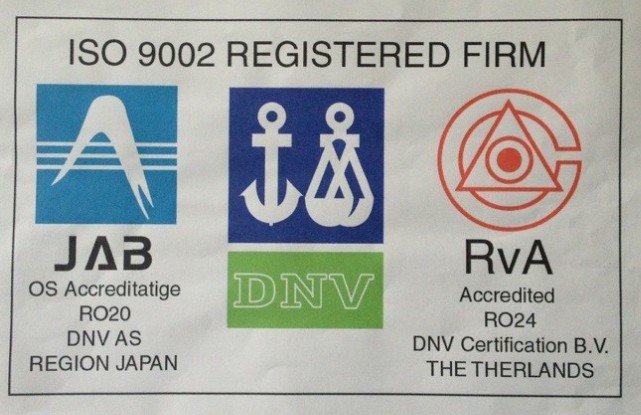 ISO 9002 REGISTERED FIRM
JAB
OS Accreditatige
RO20
DNV AS
REGION JAPAN
DNV
RvA
Accredited
RO24
DNV Certification B.V.
THE THERLANDS